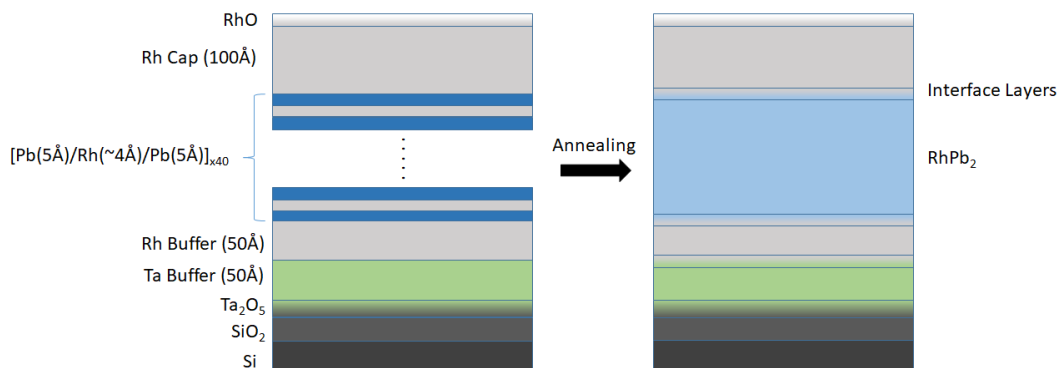 RhO
Rh Cap (100Å)
[Pb(5Å)/Rh(~4Å)/Pb(5Å)]x40
Rh Buffer (50Å)
Ta Buffer (50Å)
Ta2O5
SiO2
Si
Annealing
Interface Layers
RhPb2